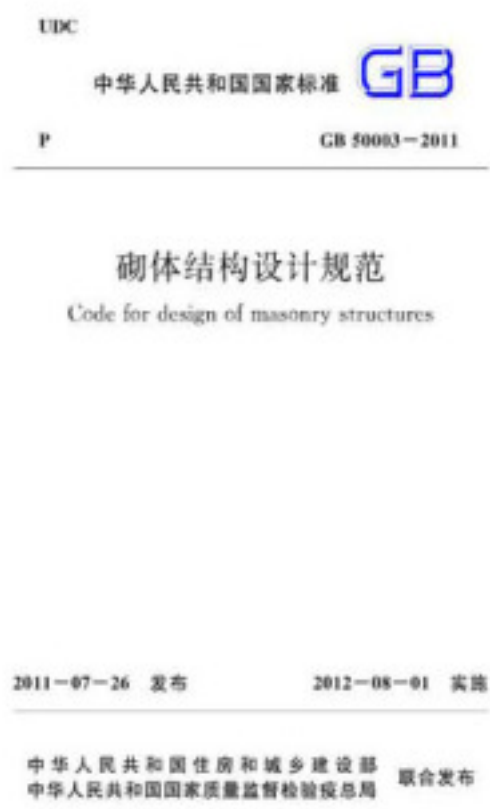 UDC
中华人民共和国国家标准 GB
P GB 50003－2011
砌体结构设计规范
Code for design of masonry structures
2011－07－26 发布 2012－08－01 实施
中华人民共和国住房和城乡建设部
中华人民共和国国家质量监督检验疫总局 联合发布